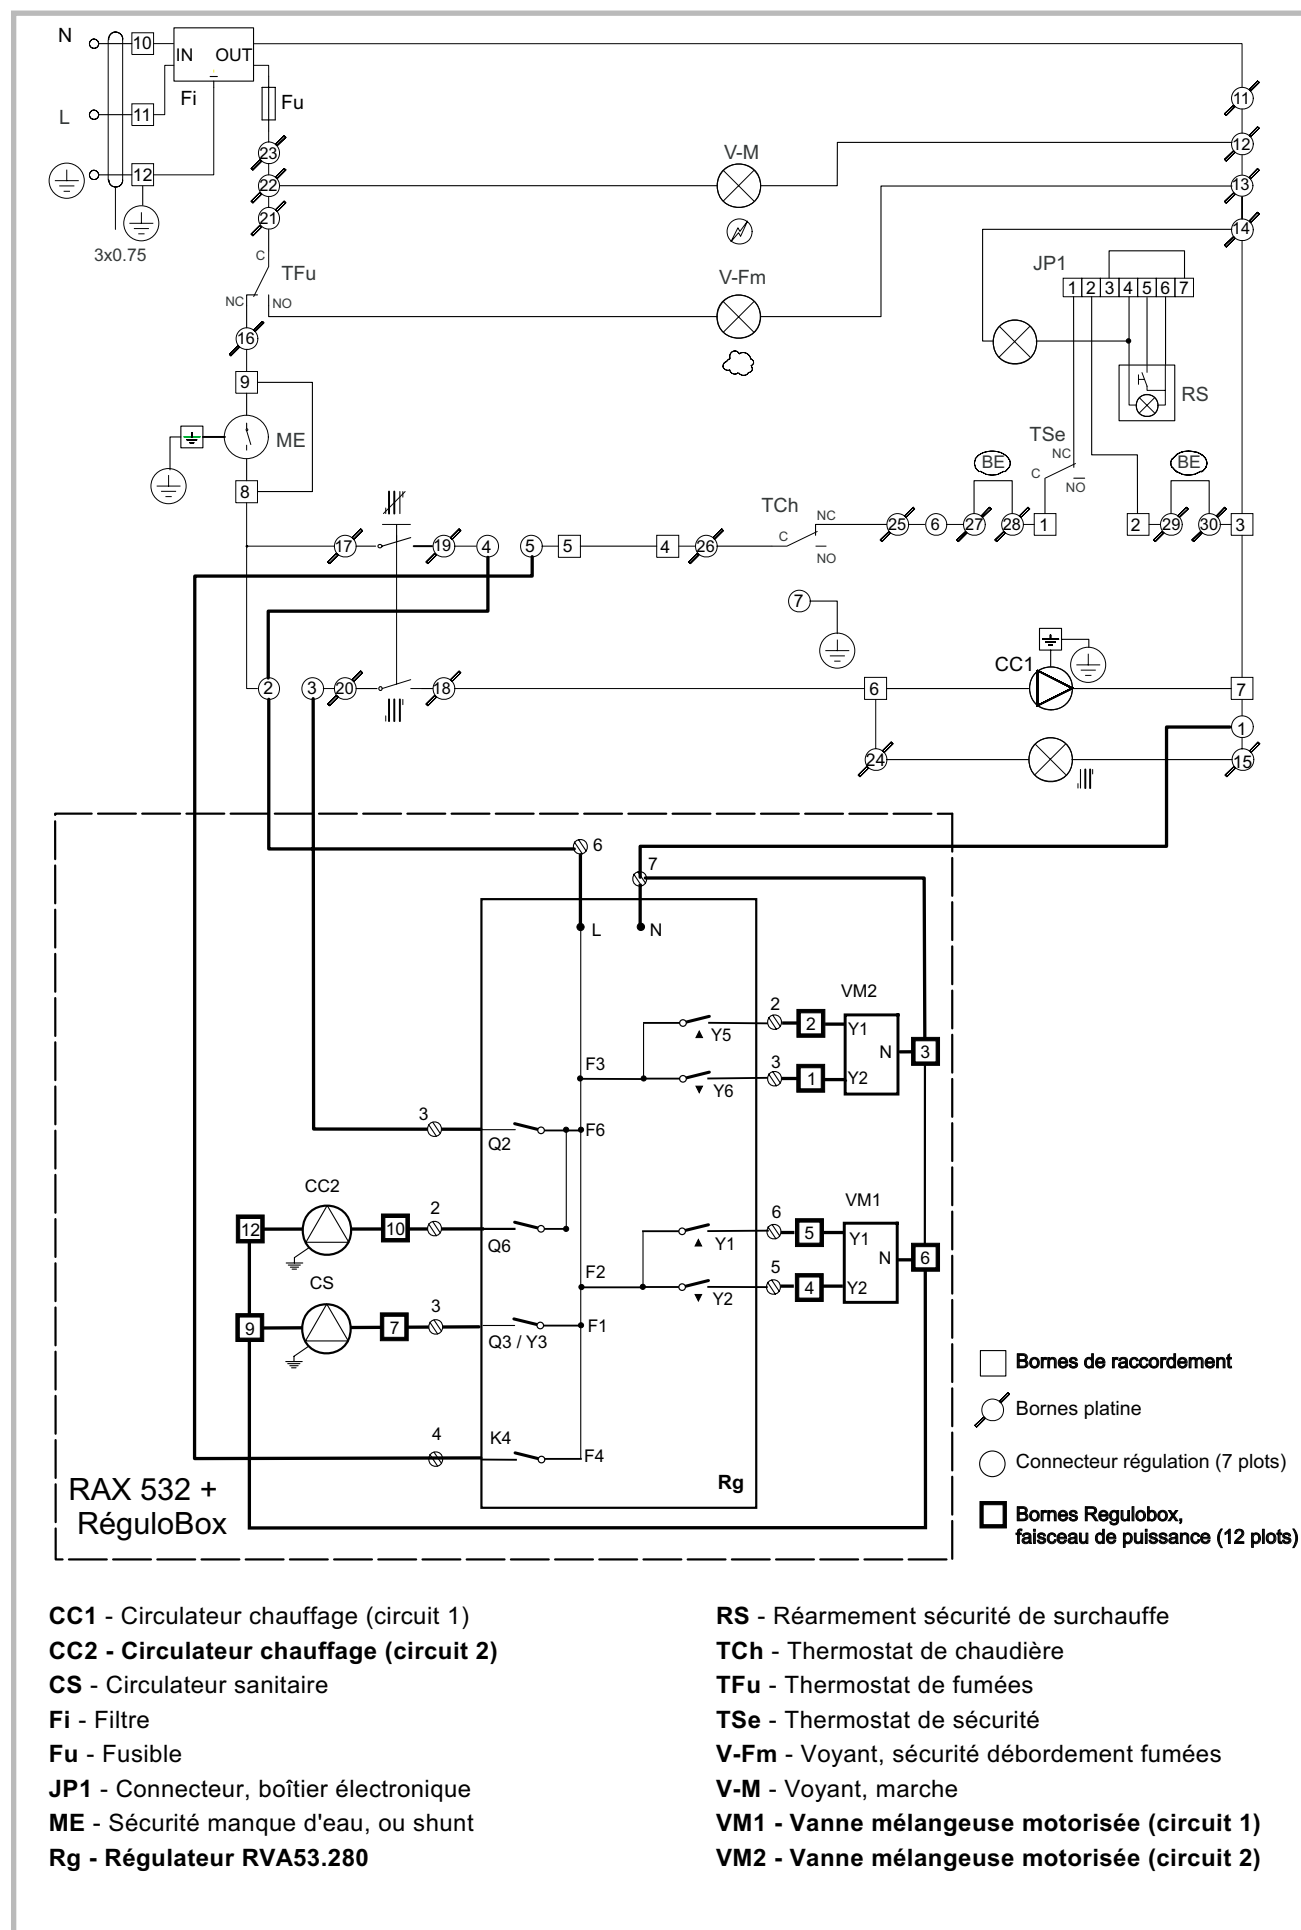 N
10
IN OUT
Fi
Fu
L
11
11
12
12
3x0.75
23
22
21
V-M
12
13
14
C
TFu
NC
NO
V-Fm
16
JP1
1 2 3 4 5 6 7
RS
9
ME
8
TSe
NC
C
NO
BE
BE
TCh
NC
C
NO
17
19
4
5
5
4
26
25
6
27
28
1
2
29
30
3
7
CC1
2
3
20
18
6
7
1
24
15
6
7
L
N
VM2
2
2
Y1
Y5
F3
N
3
3
1
Y2
Y6
3
Q2
F6
CC2
12
10
2
Q6
VM1
6
5
Y1
Y1
N
6
F2
5
4
Y2
Y2
CS
9
7
3
Q3 / Y3
F1
4
K4
F4
Rg
RAX 532 +
RéguloBox
Bornes de raccordement
Bornes platine
Connecteur régulation (7 plots)
Bornes Regulobox,
faisceau de puissance (12 plots)
CC1 - Circulateur chauffage (circuit 1)
CC2 - Circulateur chauffage (circuit 2)
CS - Circulateur sanitaire
Fi - Filtre
Fu - Fusible
JP1 - Connecteur, boîtier électronique
ME - Sécurité manque d'eau, ou shunt
Rg - Régulateur RVA53.280
RS - Réarmement sécurité de surchauffe
TCh - Thermostat de chaudière
TFu - Thermostat de fumées
TSe - Thermostat de sécurité
V-Fm - Voyant, sécurité débordement fumées
V-M - Voyant, marche
VM1 - Vanne mélangeuse motorisée (circuit 1)
VM2 - Vanne mélangeuse motorisée (circuit 2)